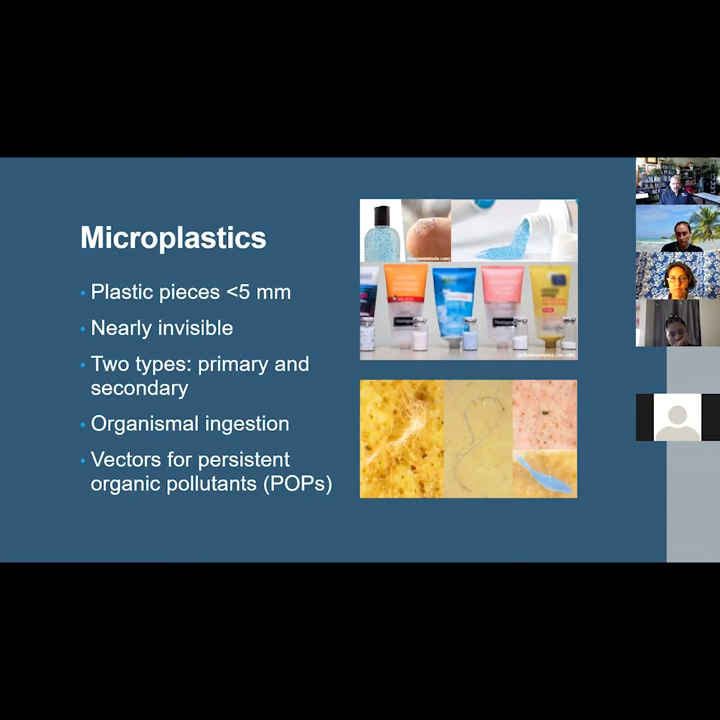 Microplastics
Plastic pieces <5 mm
Nearly invisible
Two types: primary and
secondary
Organismal ingestion
Vectors for persistent
organic pollutants (POPs)